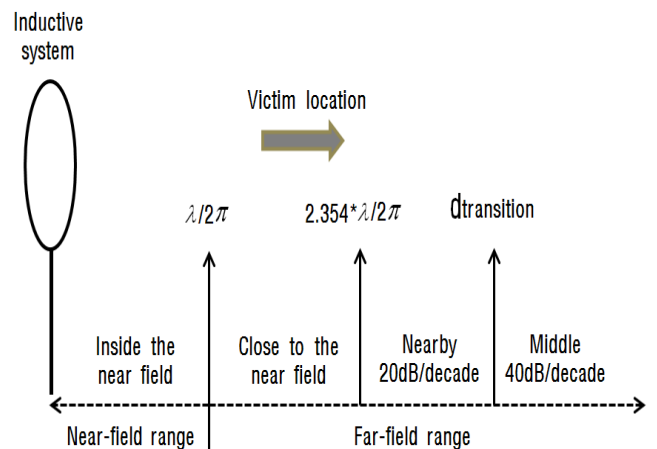 Inductive
system
Victim location
λ/2π
2.354*λ/2π
dtransition
Inside the
near field
Close to the
near field
Nearby
20dB/decade
Middle
40dB/decade
Near-field range
Far-field range